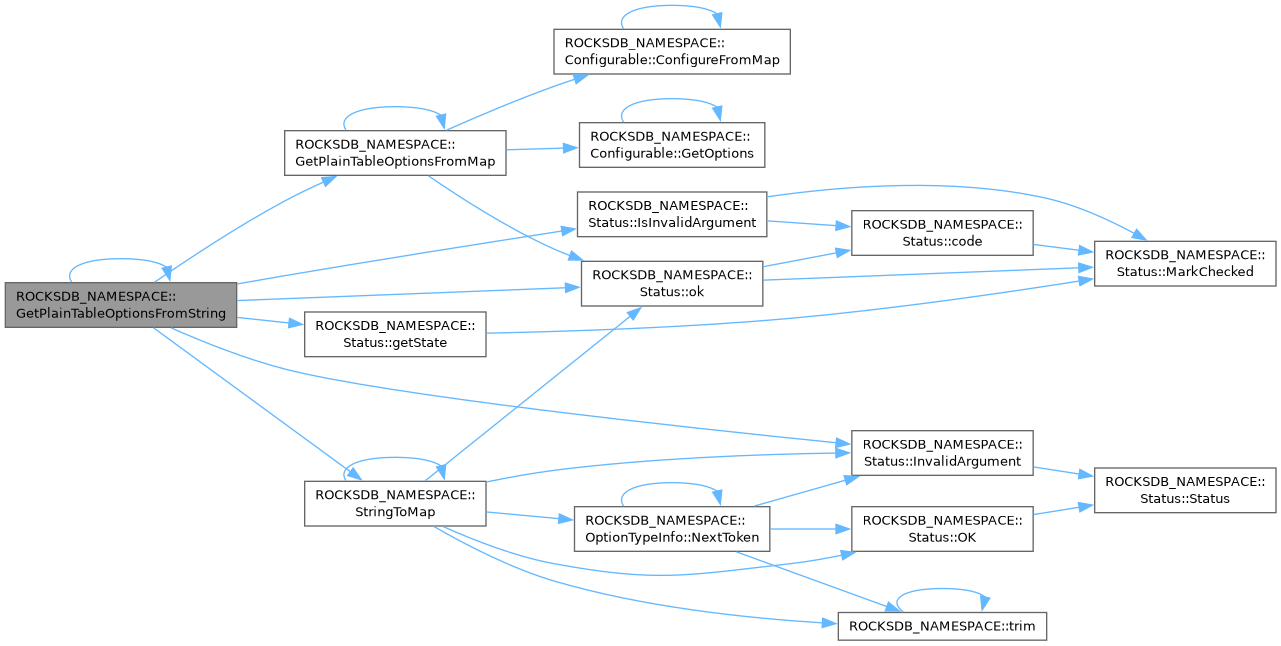 ROCKSDB_NAMESPACE::
Configurable::ConfigureFromMap
ROCKSDB_NAMESPACE::
Configurable::GetOptions
ROCKSDB_NAMESPACE::
GetPlainTableOptionsFromMap
ROCKSDB_NAMESPACE::
Status::IsInvalidArgument
ROCKSDB_NAMESPACE::
Status::code
ROCKSDB_NAMESPACE::
Status::MarkChecked
ROCKSDB_NAMESPACE::
Status::ok
ROCKSDB_NAMESPACE::
GetPlainTableOptionsFromString
ROCKSDB_NAMESPACE::
Status::getState
ROCKSDB_NAMESPACE::
Status::InvalidArgument
ROCKSDB_NAMESPACE::
Status::Status
ROCKSDB_NAMESPACE::
StringToMap
ROCKSDB_NAMESPACE::
OptionTypeInfo::NextToken
ROCKSDB_NAMESPACE::
Status::OK
ROCKSDB_NAMESPACE::trim